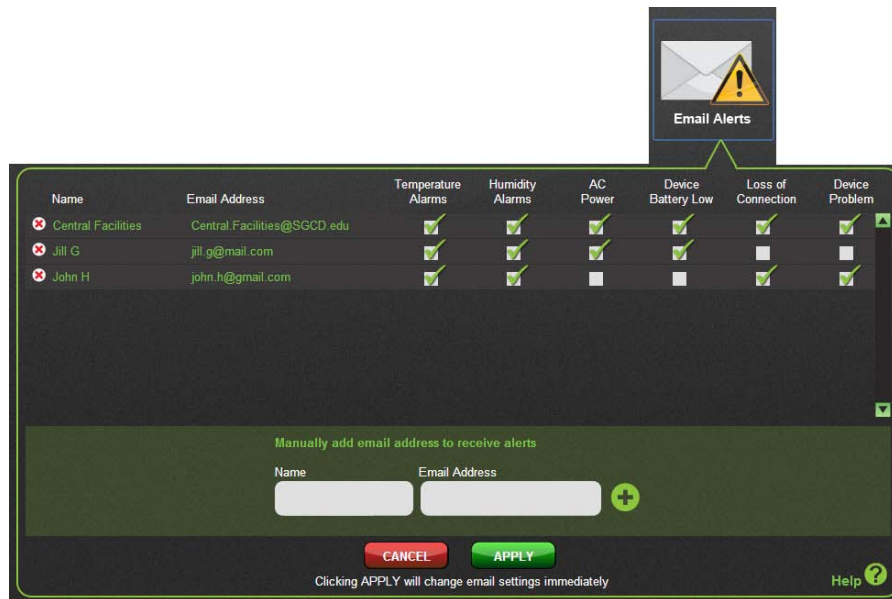 Email Alerts
Name Email Address Temperature Alarms Humidity Alarms AC Power Device Battery Low Loss of Connection Device Problem
Central Facilities Central.Facilities@SGCD.edu
Jill G jill.g@mail.com
John H john.h@gmail.com
Manually add email address to receive alerts
Name Email Address
CANCEL APPLY
Clicking APPLY will change email settings immediately
Help ?